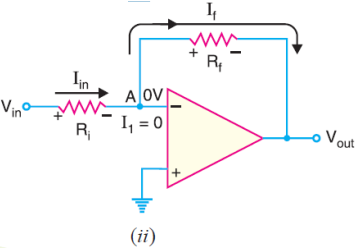 I_f
+ R_f −
I_in
A 0V
V_in
+ R_i − I_1 = 0
−
+
V_out
(ii)